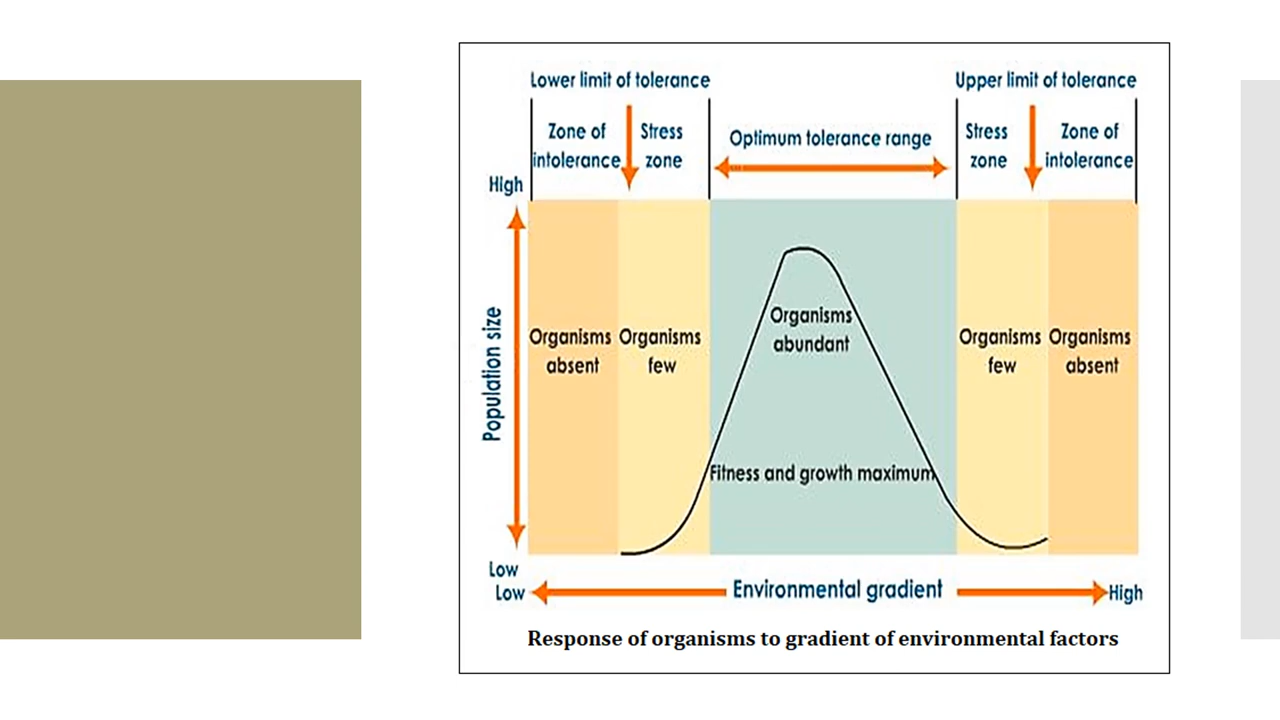 Lower limit of tolerance
Upper limit of tolerance
Zone of
intolerance
Stress
zone
Optimum tolerance range
Stress
zone
Zone of
intolerance
High
Population size
Organisms
absent
Organisms
few
Organisms
abundant
Fitness and growth maximum
Organisms
few
Organisms
absent
Low
Low
Environmental gradient
High
Response of organisms to gradient of environmental factors